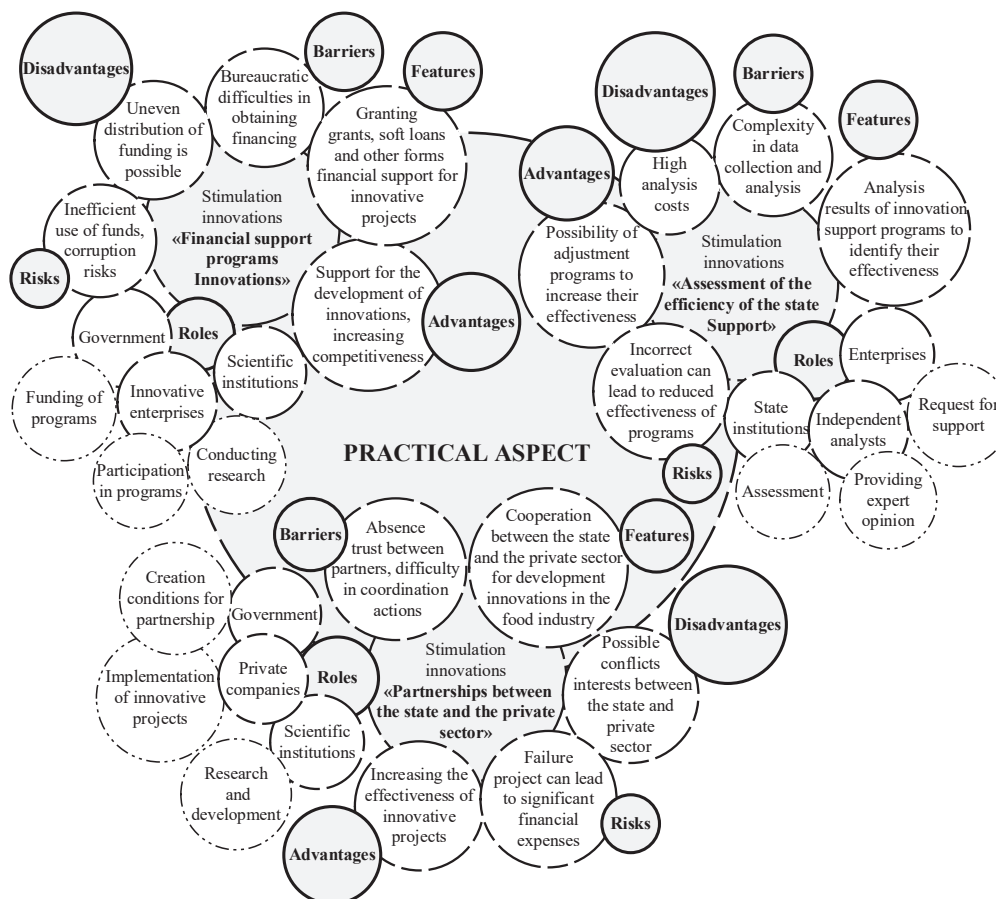 Disadvantages
Barriers
Features
Uneven
distribution of
funding is
possible
Bureaucratic
difficulties in
obtaining
financing
Granting
grants, soft loans
and other forms
financial support for
innovative
projects
Inefficient
use of funds,
corruption
risks
Risks
Stimulation
innovations
«Financial support
programs
Innovations»
Support for the
development of
innovations,
increasing
competitiveness
Advantages
Government
Roles
Scientific
institutions
Innovative
enterprises
Funding of
programs
Participation
in programs
Conducting
research
Disadvantages
Barriers
Features
Advantages
High
analysis
costs
Complexity
in data
collection and
analysis
Analysis
results of innovation
support programs to
identify their
effectiveness
Possibility of
adjustment
programs to
increase their
effectiveness
Stimulation
innovations
«Assessment of the
efficiency of the state
Support»
Incorrect
evaluation can
lead to reduced
effectiveness of
programs
Risks
Roles
Enterprises
State
institutions
Independent
analysts
Request for
support
Assessment
Providing
expert
opinion
PRACTICAL ASPECT
Barriers
Absence
trust between
partners, difficulty
in coordination
actions
Cooperation
between the state
and the private sector
for development
innovations in the
food industry
Features
Disadvantages
Creation
conditions for
partnership
Government
Implementation
of innovative
projects
Private
companies
Roles
Scientific
institutions
Research
and
development
Stimulation
innovations
«Partnerships between
the state and the private
sector»
Possible
conflicts
interests between
the state and
private
sector
Increasing the
effectiveness of
innovative
projects
Advantages
Failure
project can lead
to significant
financial
expenses
Risks